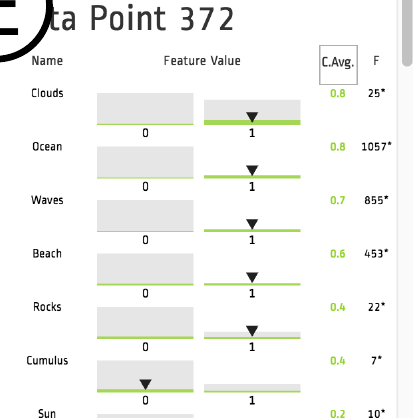 ta Point 372
Name Feature Value C.Avg. F
Clouds 0.8 25*
0 1
Ocean 0.8 1057*
0 1
Waves 0.7 855*
0 1
Beach 0.6 453*
0 1
Rocks 0.4 22*
0 1
Cumulus 0.4 7*
0 1
Sun 0.2 10*